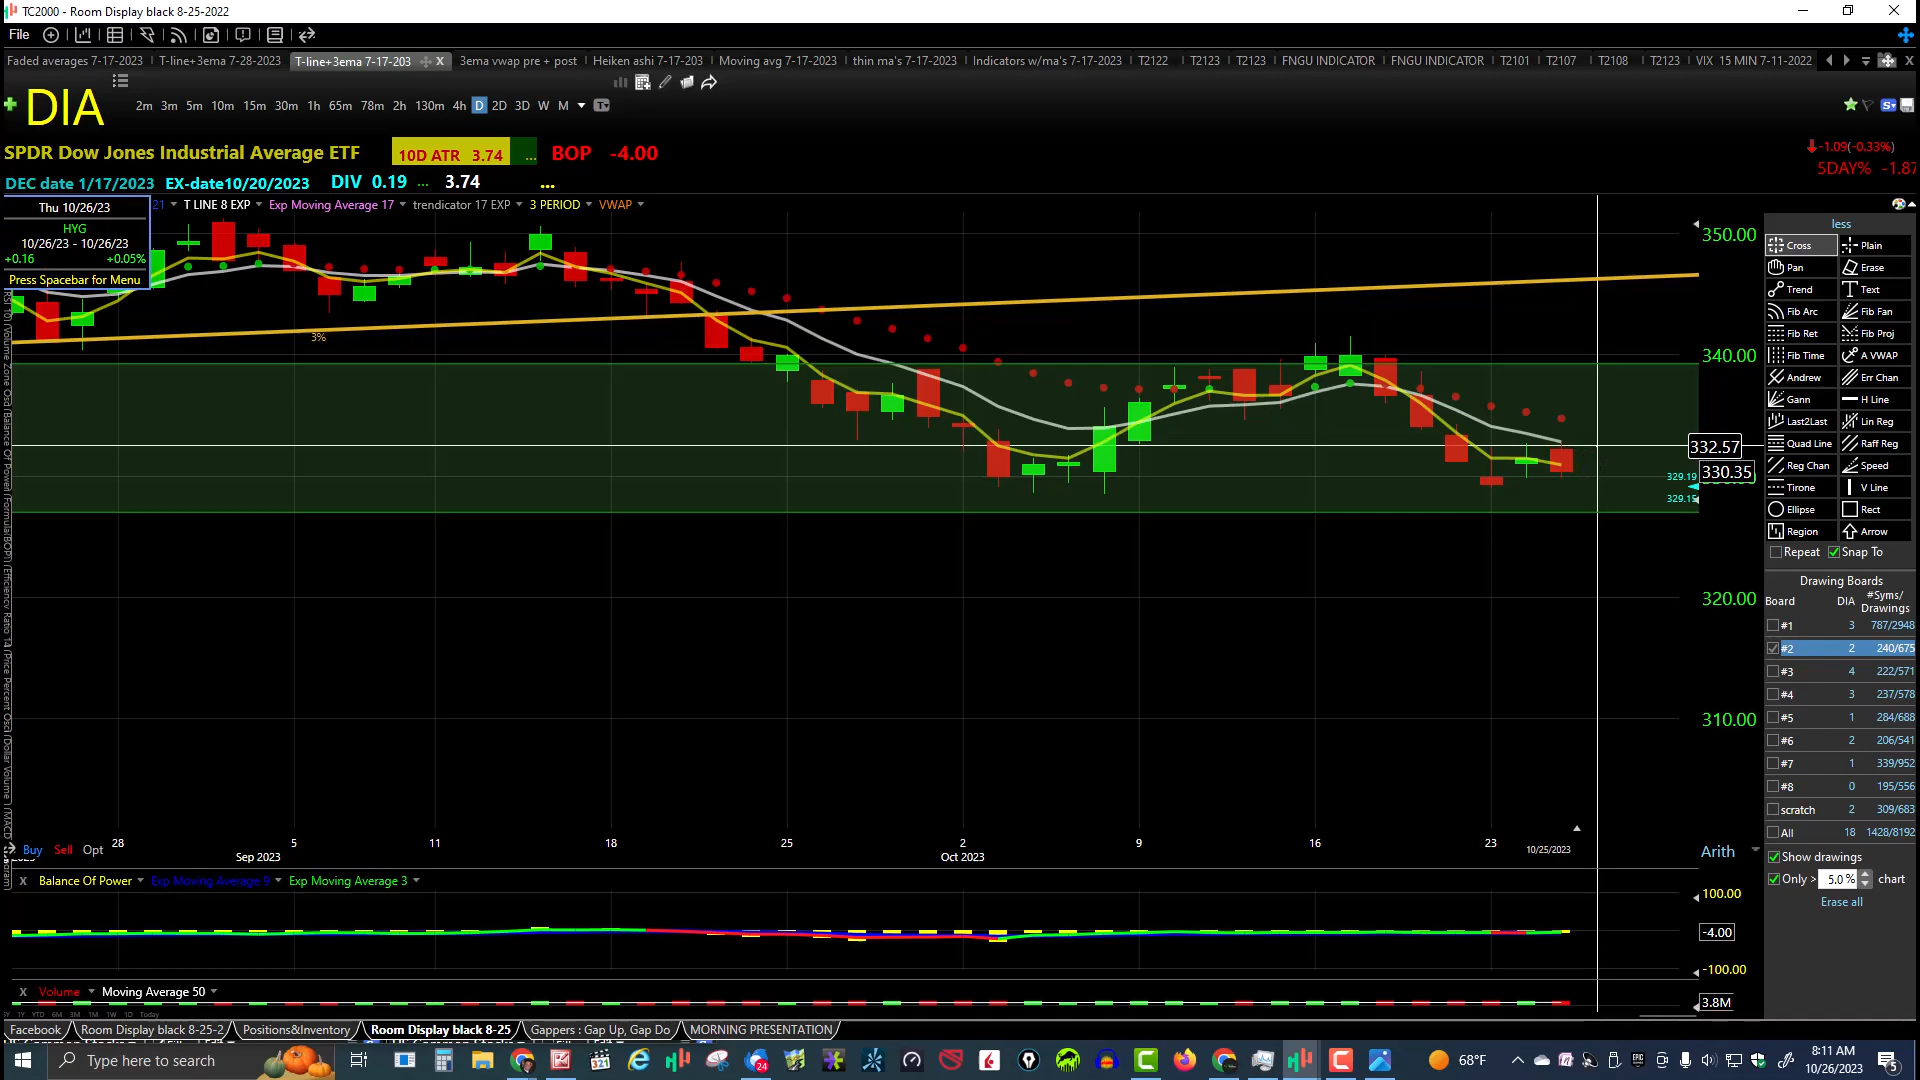 TC2000 - Room Display black 8-25-2022
File
Faded averages 7-17-2023 T-line+3ema 7-28-2023 T-line+3ema 7-17-203 X 3ema vwap pre + post Heiken ashi 7-17-203 Moving avg 7-17-2023 thin ma's 7-17-2023 Indicators w/ma's 7-17-2023 T2122 T2123 T2123 FNGU INDICATOR FNGU INDICATOR T2101 T2107 T2108 T2123 VIX 15 MIN 7-11-2022 X
DIA 2m 3m 5m 10m 15m 30m 1h 65m 78m 2h 130m 4h D 2D 3D W M
SPDR Dow Jones Industrial Average ETF 10D ATR 3.74 ... BOP -4.00 -1.09(-0.33%)
5DAY% -1.87
DEC date 1/17/2023 EX-date10/20/2023 DIV 0.19 ... 3.74 ...
21 T LINE 8 EXP Exp Moving Average 17 trendicator 17 EXP 3 PERIOD VWAP
Thu 10/26/23
HYG
10/26/23 - 10/26/23
+0.16 +0.05%
Press Spacebar for Menu
3%
350.00
340.00
332.57
330.35
329.19
329.15
320.00
310.00
28 5 11 18 25 2 9 16 23
Sep 2023 Oct 2023 10/25/2023
Buy Sell Opt
Arith
less
Cross Plain
Pan Erase
Trend Text
Fib Arc Fib Fan
Fib Ret Fib Proj
Fib Time A VWAP
Andrew Err Chan
Gann H Line
Last2Last Lin Reg
Quad Line Raff Reg
Reg Chan Speed
Tirone V Line
Ellipse Rect
Region Arrow
Repeat Snap To
Drawing Boards
Board DIA #Syms/
Drawings
#1 3 787/2948
#2 2 240/675
#3 4 222/571
#4 3 237/578
#5 1 284/688
#6 2 206/541
#7 1 339/952
#8 0 195/556
scratch 2 309/683
All 18 1428/8192
Show drawings
Only > 5.0 % chart
Erase all
X Balance Of Power Exp Moving Average 9 Exp Moving Average 3
100.00
-4.00
-100.00
X Volume Moving Average 50
3.8M
Facebook Room Display black 8-25-2 Positions&Inventory Room Display black 8-25 Gappers : Gap Up, Gap Do MORNING PRESENTATION
Type here to search
24
68°F
8:11 AM
10/26/2023
5